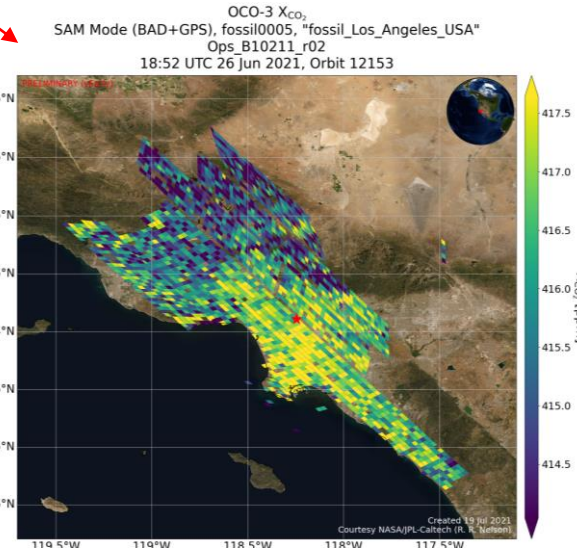 OCO-3 XCO₂
SAM Mode (BAD+GPS), fossil0005, "fossil_Los_Angeles_USA"
Ops_B10211_r02
18:52 UTC 26 Jun 2021, Orbit 12153
PRELIMINARY
417.5
417.0
416.5
416.0
415.5
415.0
414.5
Created 19 Jul 2021
Courtesy NASA/JPL-Caltech (R. R. Nelson)
119.5°W 119°W 118.5°W 118°W 117.5°W